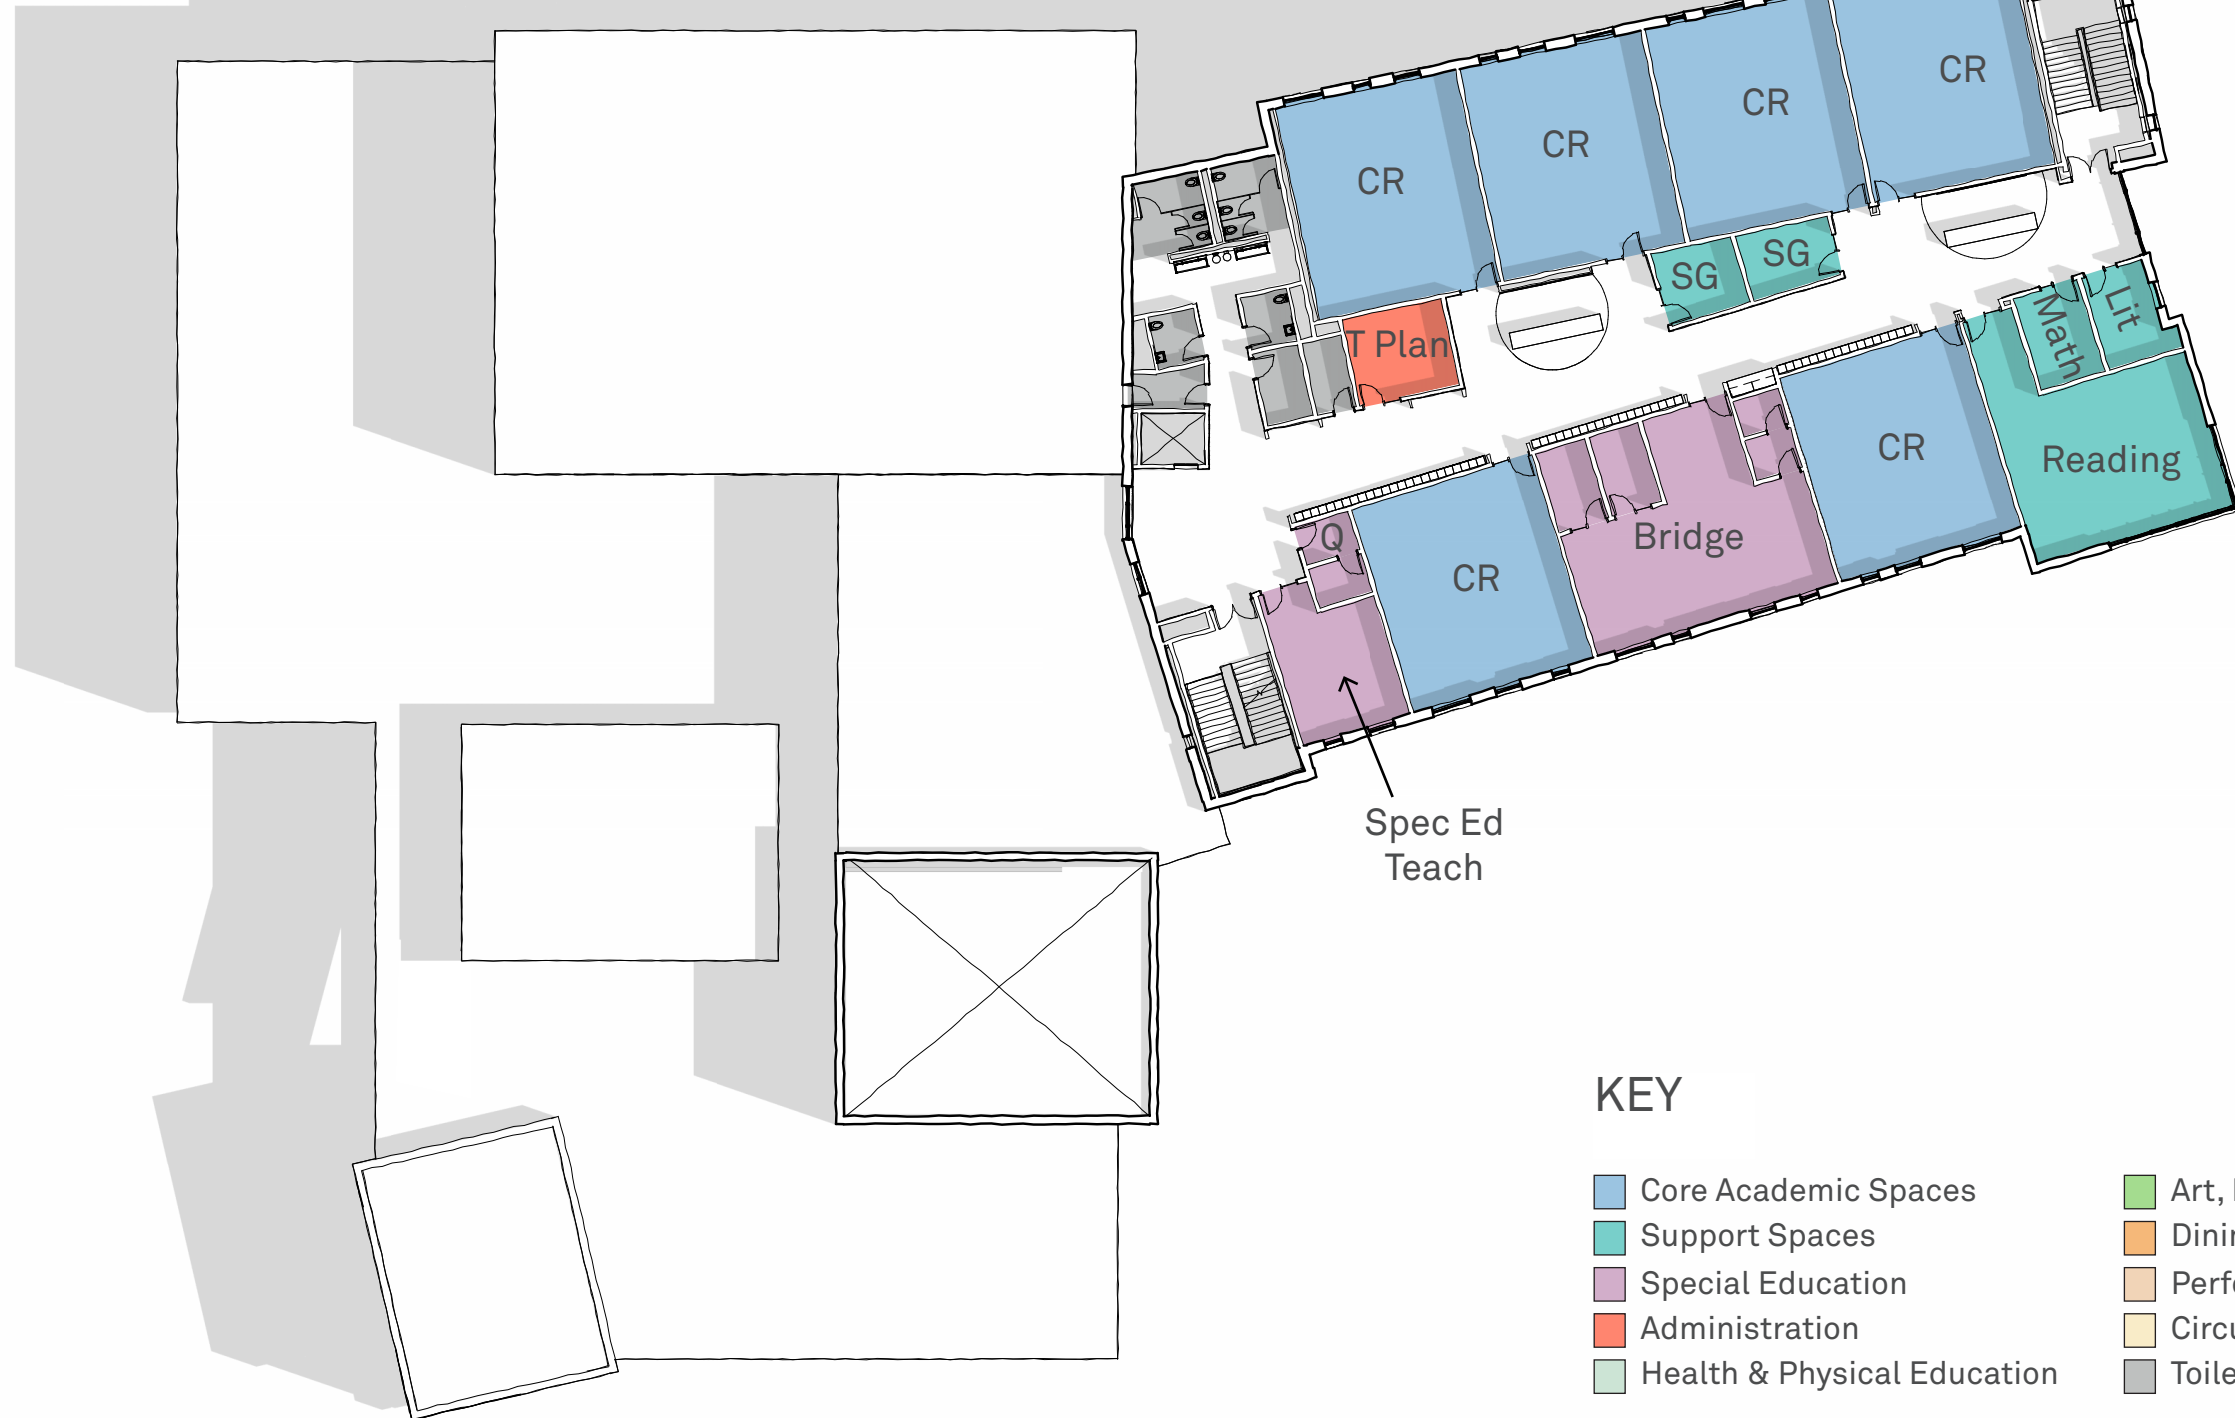 CR
CR
CR
CR
SG
SG
T Plan
Math
Lit
CR
Reading
Q
Bridge
CR
Spec Ed
Teach
KEY
Core Academic Spaces
Support Spaces
Special Education
Administration
Health & Physical Education
Art,